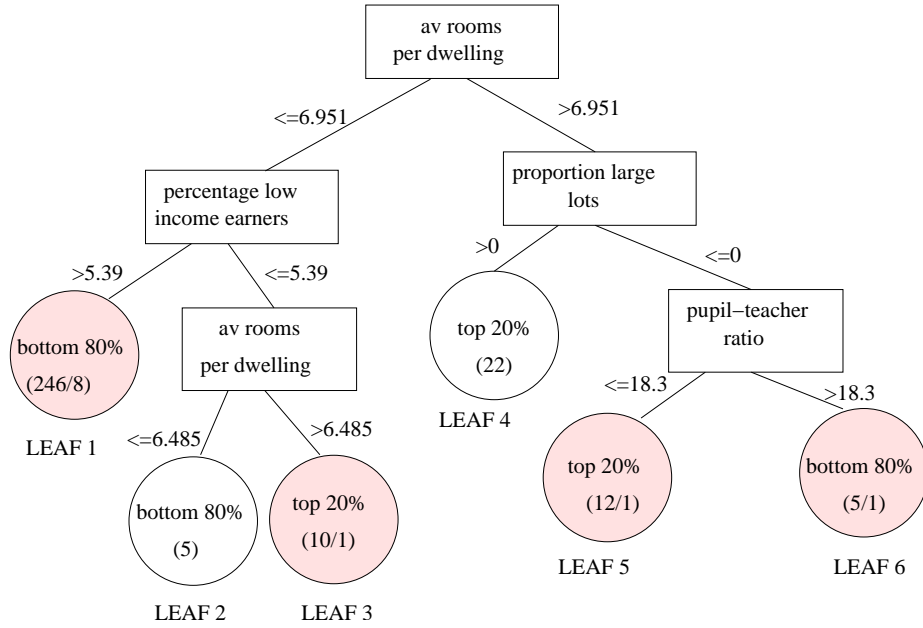 av rooms
per dwelling
<=6.951
>6.951
percentage low
income earners
proportion large
lots
>5.39
<=5.39
>0
<=0
bottom 80%
(246/8)
LEAF 1
av rooms
per dwelling
top 20%
(22)
LEAF 4
pupil−teacher
ratio
<=6.485
>6.485
<=18.3
>18.3
bottom 80%
(5)
LEAF 2
top 20%
(10/1)
LEAF 3
top 20%
(12/1)
LEAF 5
bottom 80%
(5/1)
LEAF 6